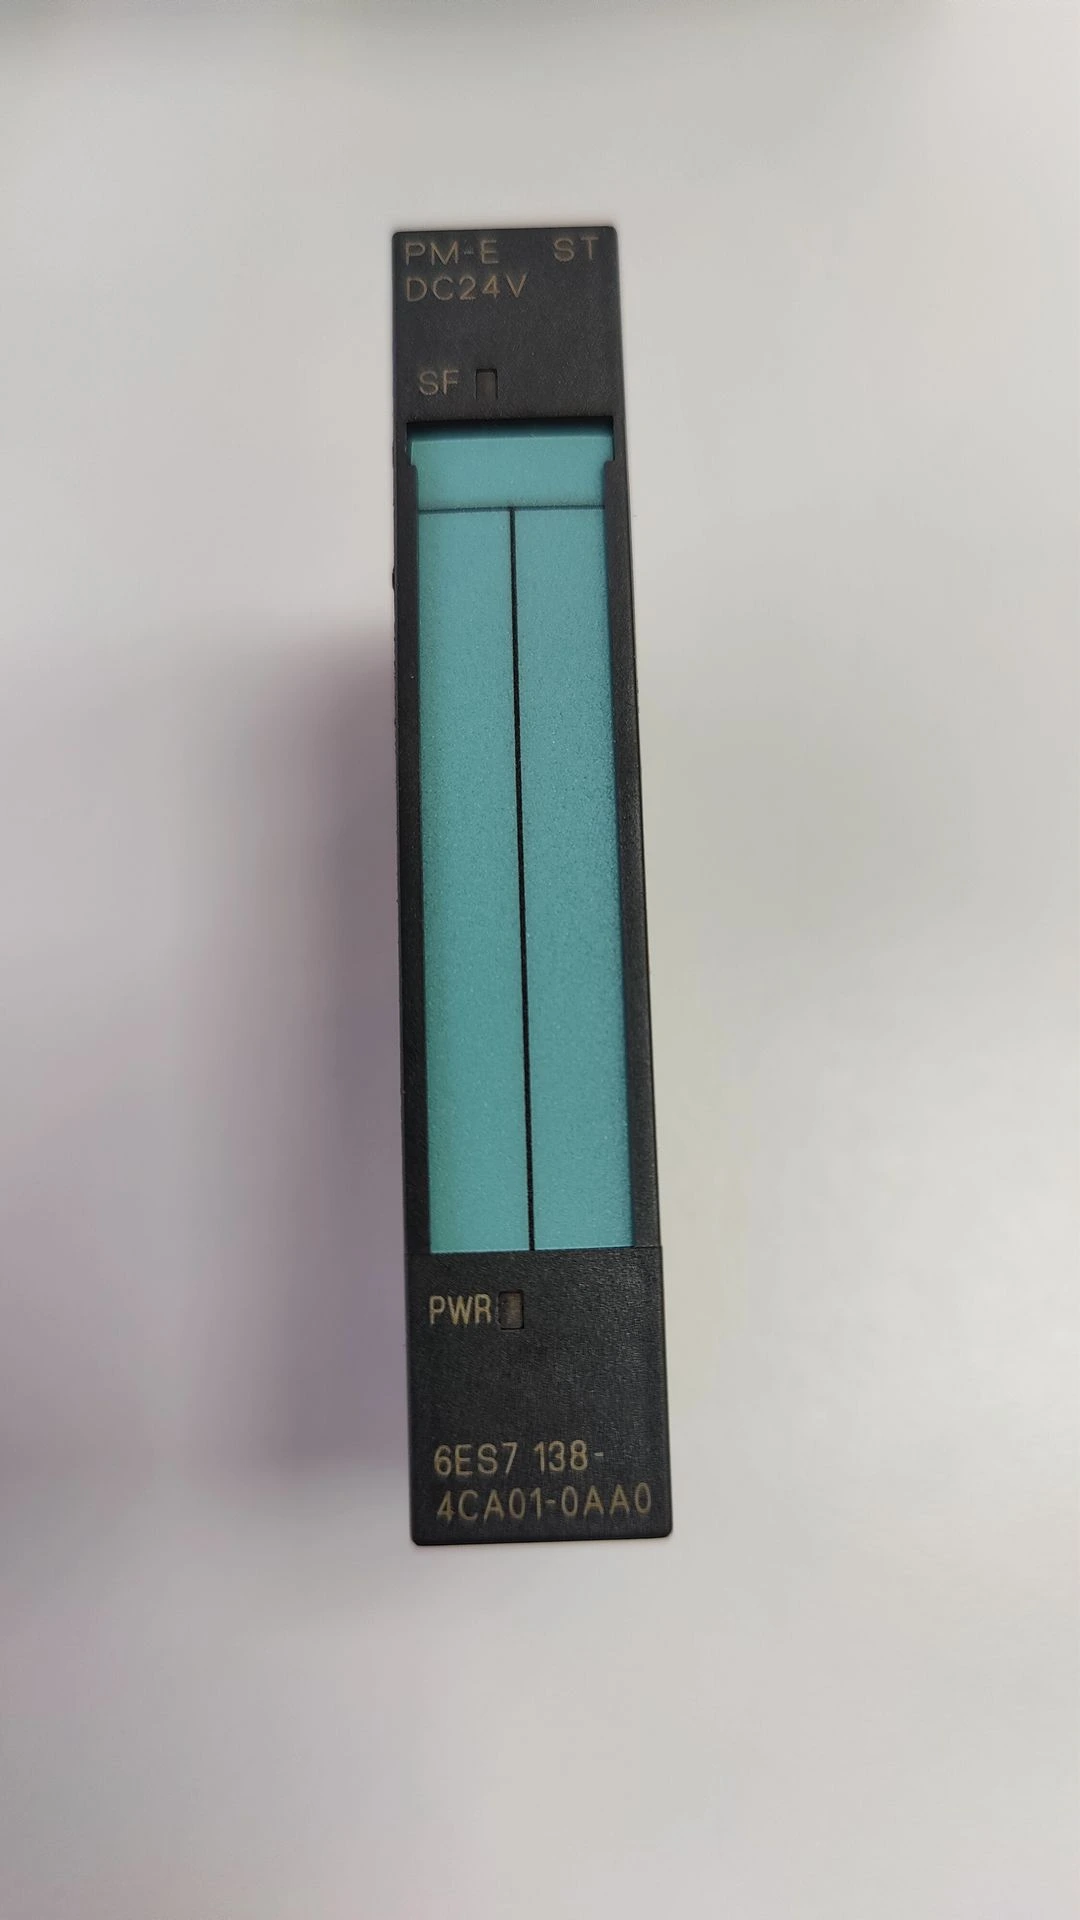 PM-E ST
DC24V
SF
PWR
6ES7 138-
4CA01-0AA0